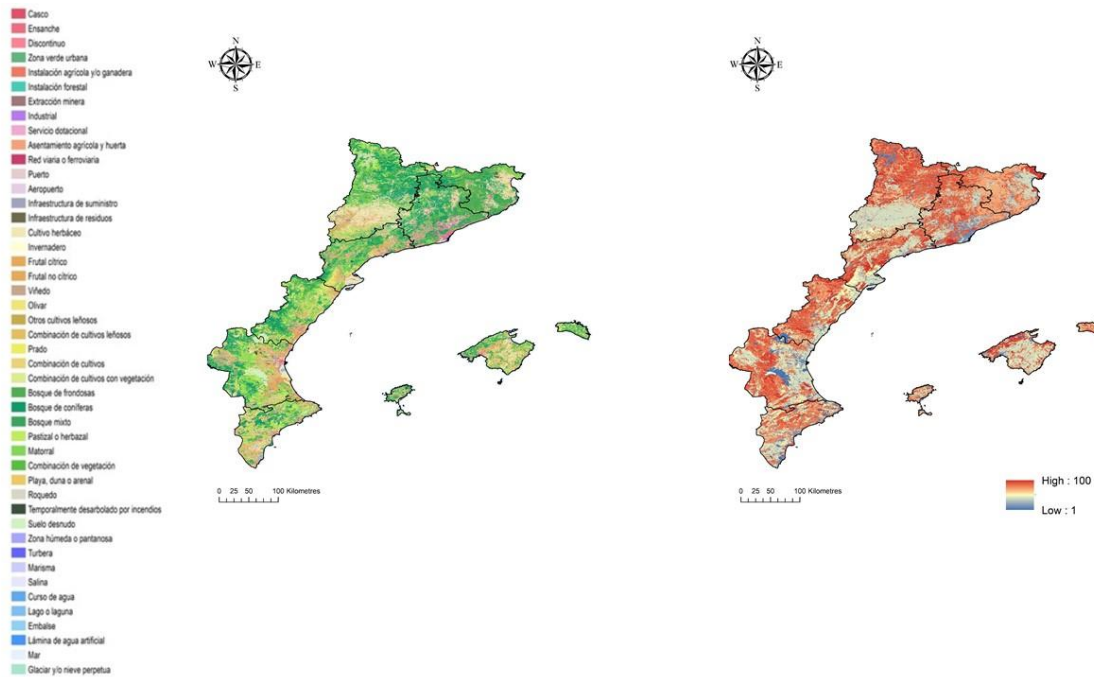 Casco
Ensanche
Discontinuo
Zona verde urbana
Instalación agrícola y/o ganadera
Instalación forestal
Extracción minera
Industrial
Servicio dotacional
Asentamiento agrícola y huerta
Red viaria o ferroviaria
Puerto
Aeropuerto
Infraestructura de suministro
Infraestructura de residuos
Cultivo herbáceo
Invernadero
Frutal cítrico
Frutal no cítrico
Viñedo
Olivar
Otros cultivos leñosos
Combinación de cultivos leñosos
Prado
Combinación de cultivos
Combinación de cultivos con vegetación
Bosque de frondosas
Bosque de coníferas
Bosque mixto
Pastizal o herbazal
Matorral
Combinación de vegetación
Playa, duna o arenal
Roquedo
Temporalmente desarbolado por incendios
Suelo desnudo
Zona húmeda o pantanosa
Turbera
Marisma
Salina
Curso de agua
Lago o laguna
Embalse
Lámina de agua artificial
Mar
Glaciar y/o nieve perpetua
N
W E
S
0 25 50 100 Kilometres
N
W E
S
0 25 50 100 Kilometres
High : 100
Low : 1